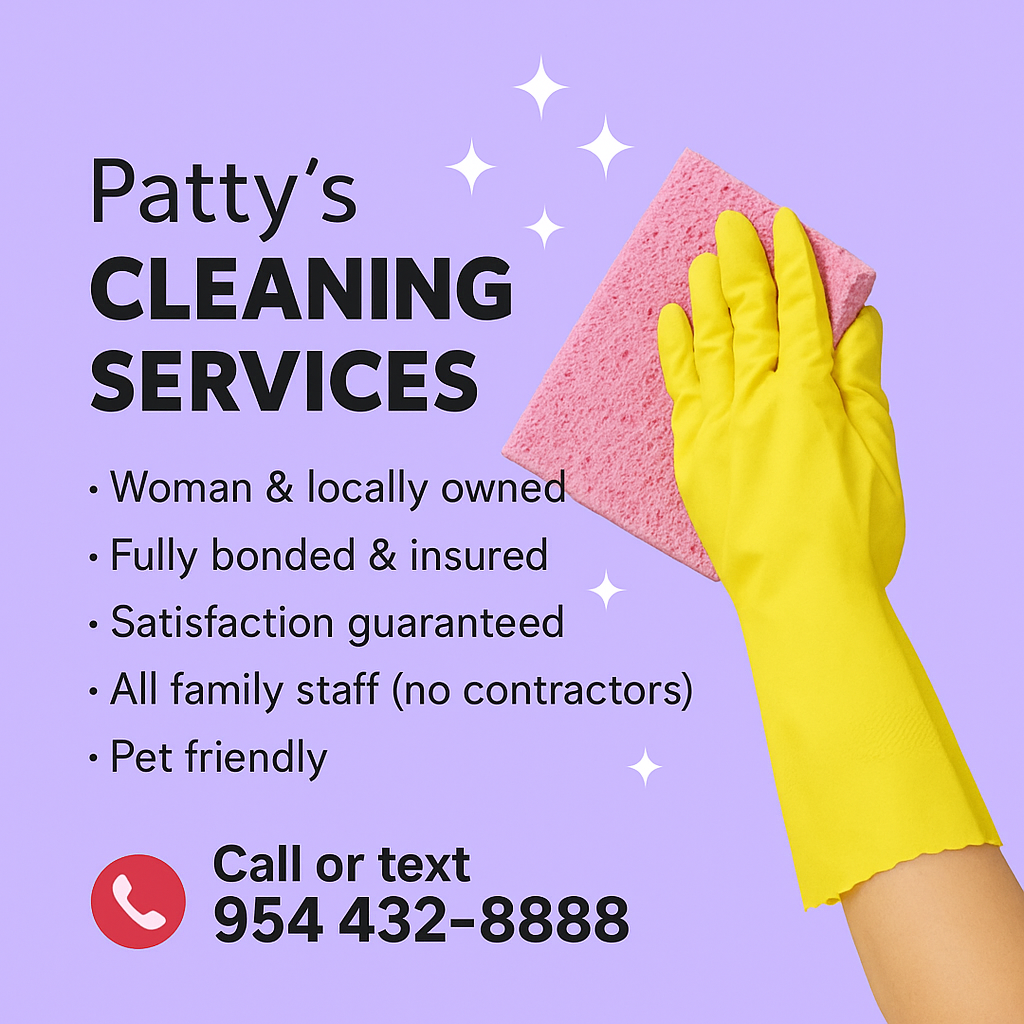 Patty’s
CLEANING
SERVICES
• Woman & locally owned
• Fully bonded & insured
• Satisfaction guaranteed
• All family staff (no contractors)
• Pet friendly
Call or text
954 432-8888